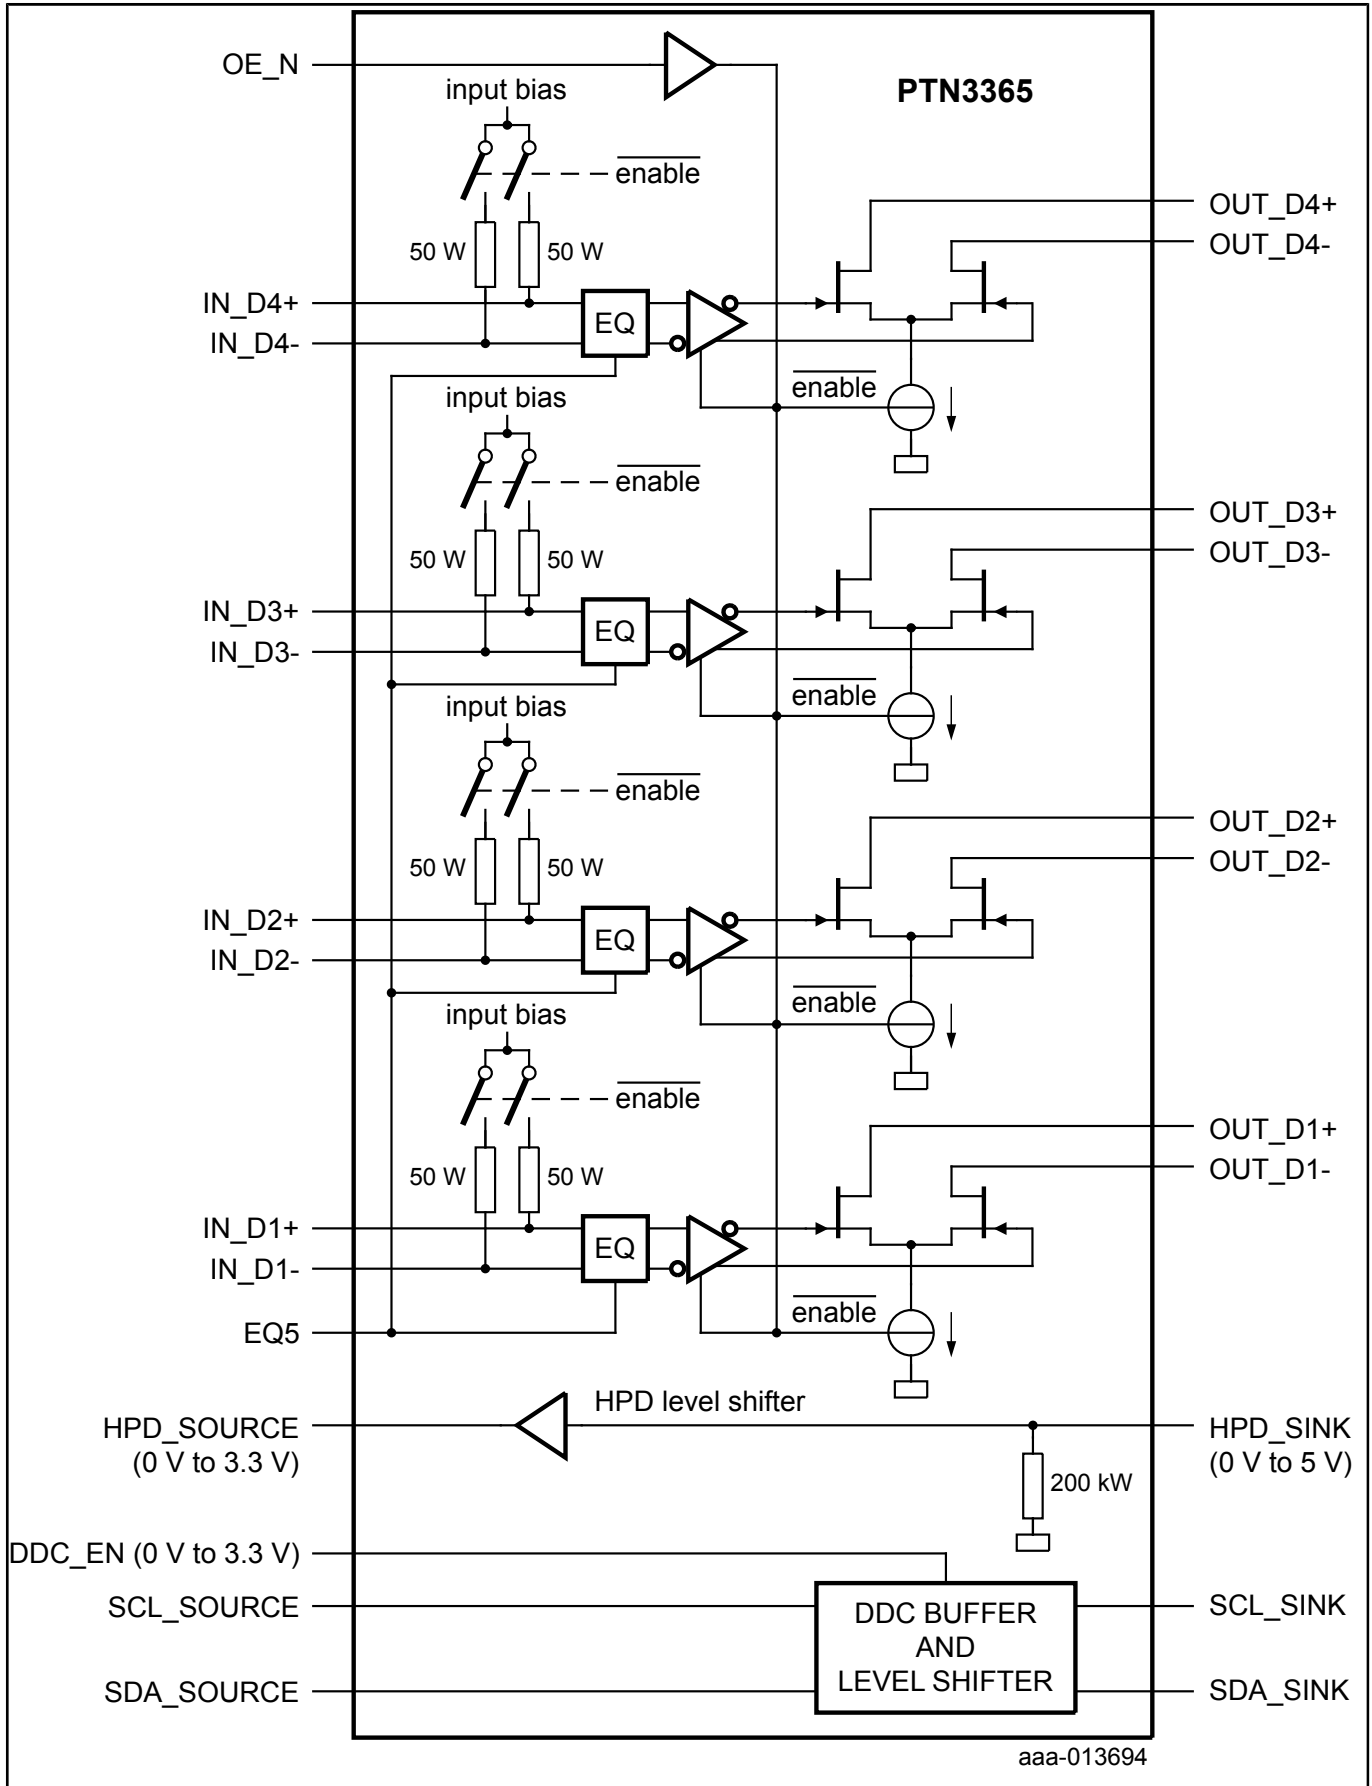 OE_N
PTN3365
input bias
enable
OUT_D4+
OUT_D4-
50 W
50 W
IN_D4+
IN_D4-
EQ
enable
input bias
enable
OUT_D3+
OUT_D3-
50 W
50 W
IN_D3+
IN_D3-
EQ
enable
input bias
enable
OUT_D2+
OUT_D2-
50 W
50 W
IN_D2+
IN_D2-
EQ
enable
input bias
enable
OUT_D1+
OUT_D1-
50 W
50 W
IN_D1+
IN_D1-
EQ
enable
EQ5
HPD level shifter
HPD_SOURCE
(0 V to 3.3 V)
HPD_SINK
(0 V to 5 V)
200 kW
DDC_EN (0 V to 3.3 V)
SCL_SOURCE
DDC BUFFER
AND
LEVEL SHIFTER
SCL_SINK
SDA_SOURCE
SDA_SINK
aaa-013694